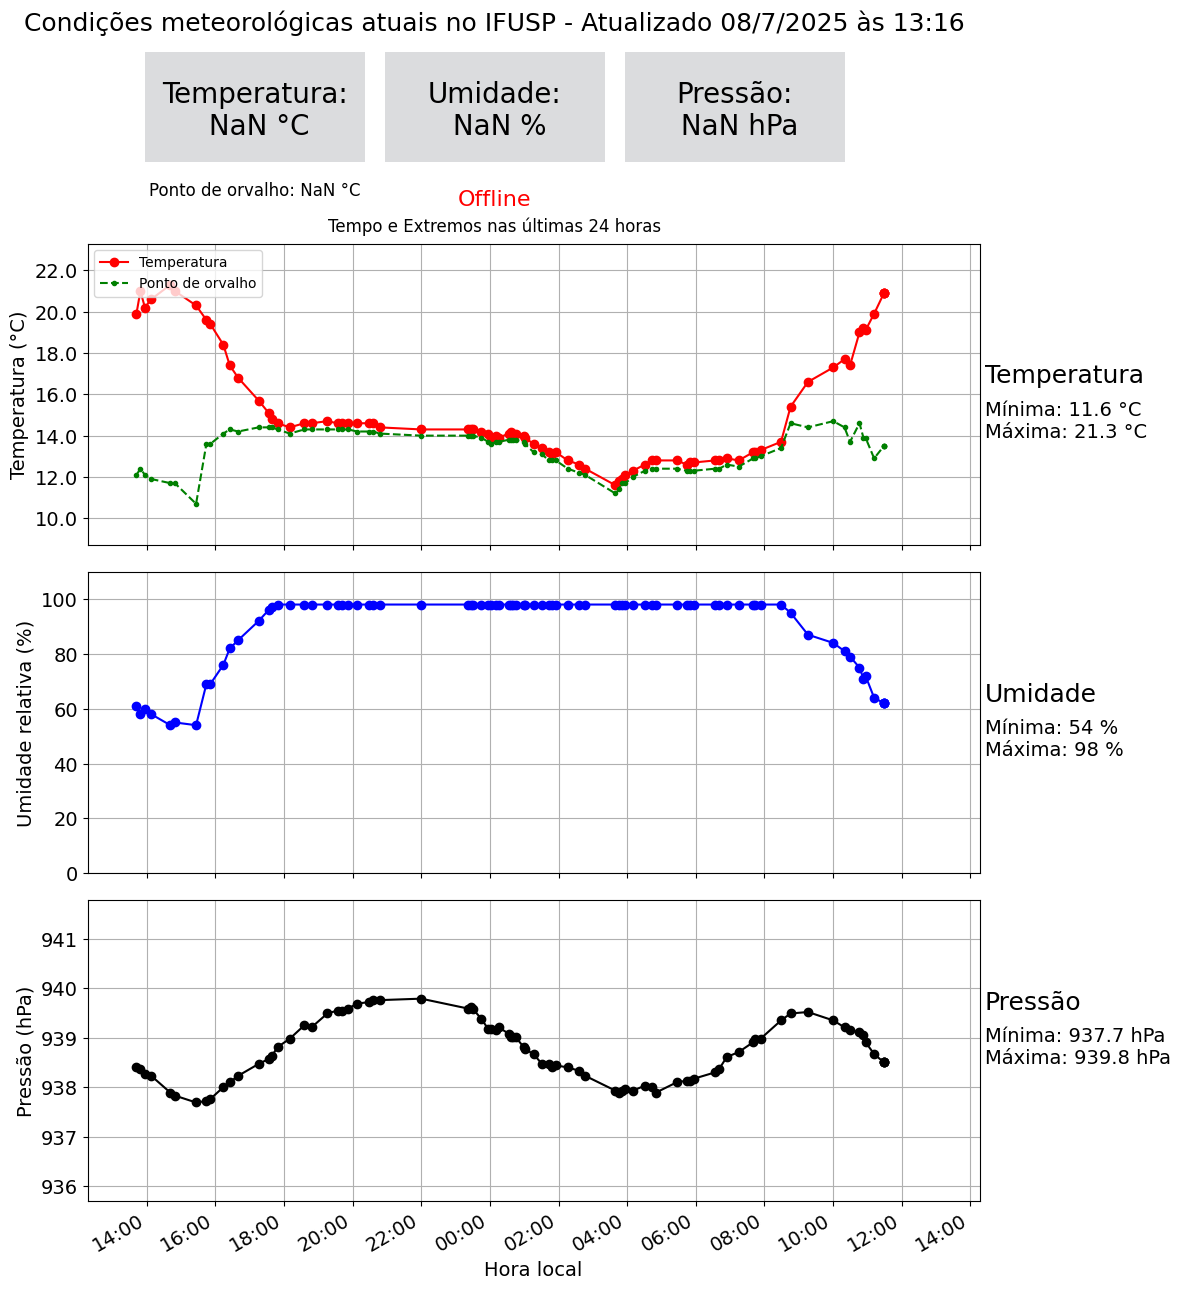 Condições meteorológicas atuais no IFUSP - Atualizado 08/7/2025 às 13:16
Temperatura:
NaN °C
Umidade:
NaN %
Pressão:
NaN hPa
Ponto de orvalho: NaN °C
Offline
Tempo e Extremos nas últimas 24 horas
Temperatura
Ponto de orvalho
Temperatura (°C)
22.0
20.0
18.0
16.0
14.0
12.0
10.0
Temperatura
Mínima: 11.6 °C
Máxima: 21.3 °C
Umidade relativa (%)
100
80
60
40
20
0
Umidade
Mínima: 54 %
Máxima: 98 %
Pressão (hPa)
941
940
939
938
937
936
Pressão
Mínima: 937.7 hPa
Máxima: 939.8 hPa
14:00
16:00
18:00
20:00
22:00
00:00
02:00
04:00
06:00
08:00
10:00
12:00
14:00
Hora local